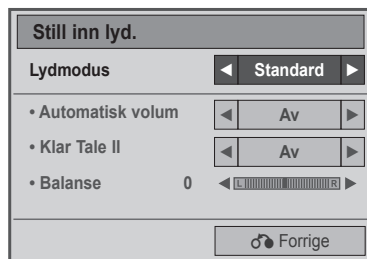 Still inn lyd.
Lydmodus ◄ Standard ►
• Automatisk volum ◄ Av ►
• Klar Tale II ◄ Av ►
• Balanse 0 ◄ L R ►
Forrige